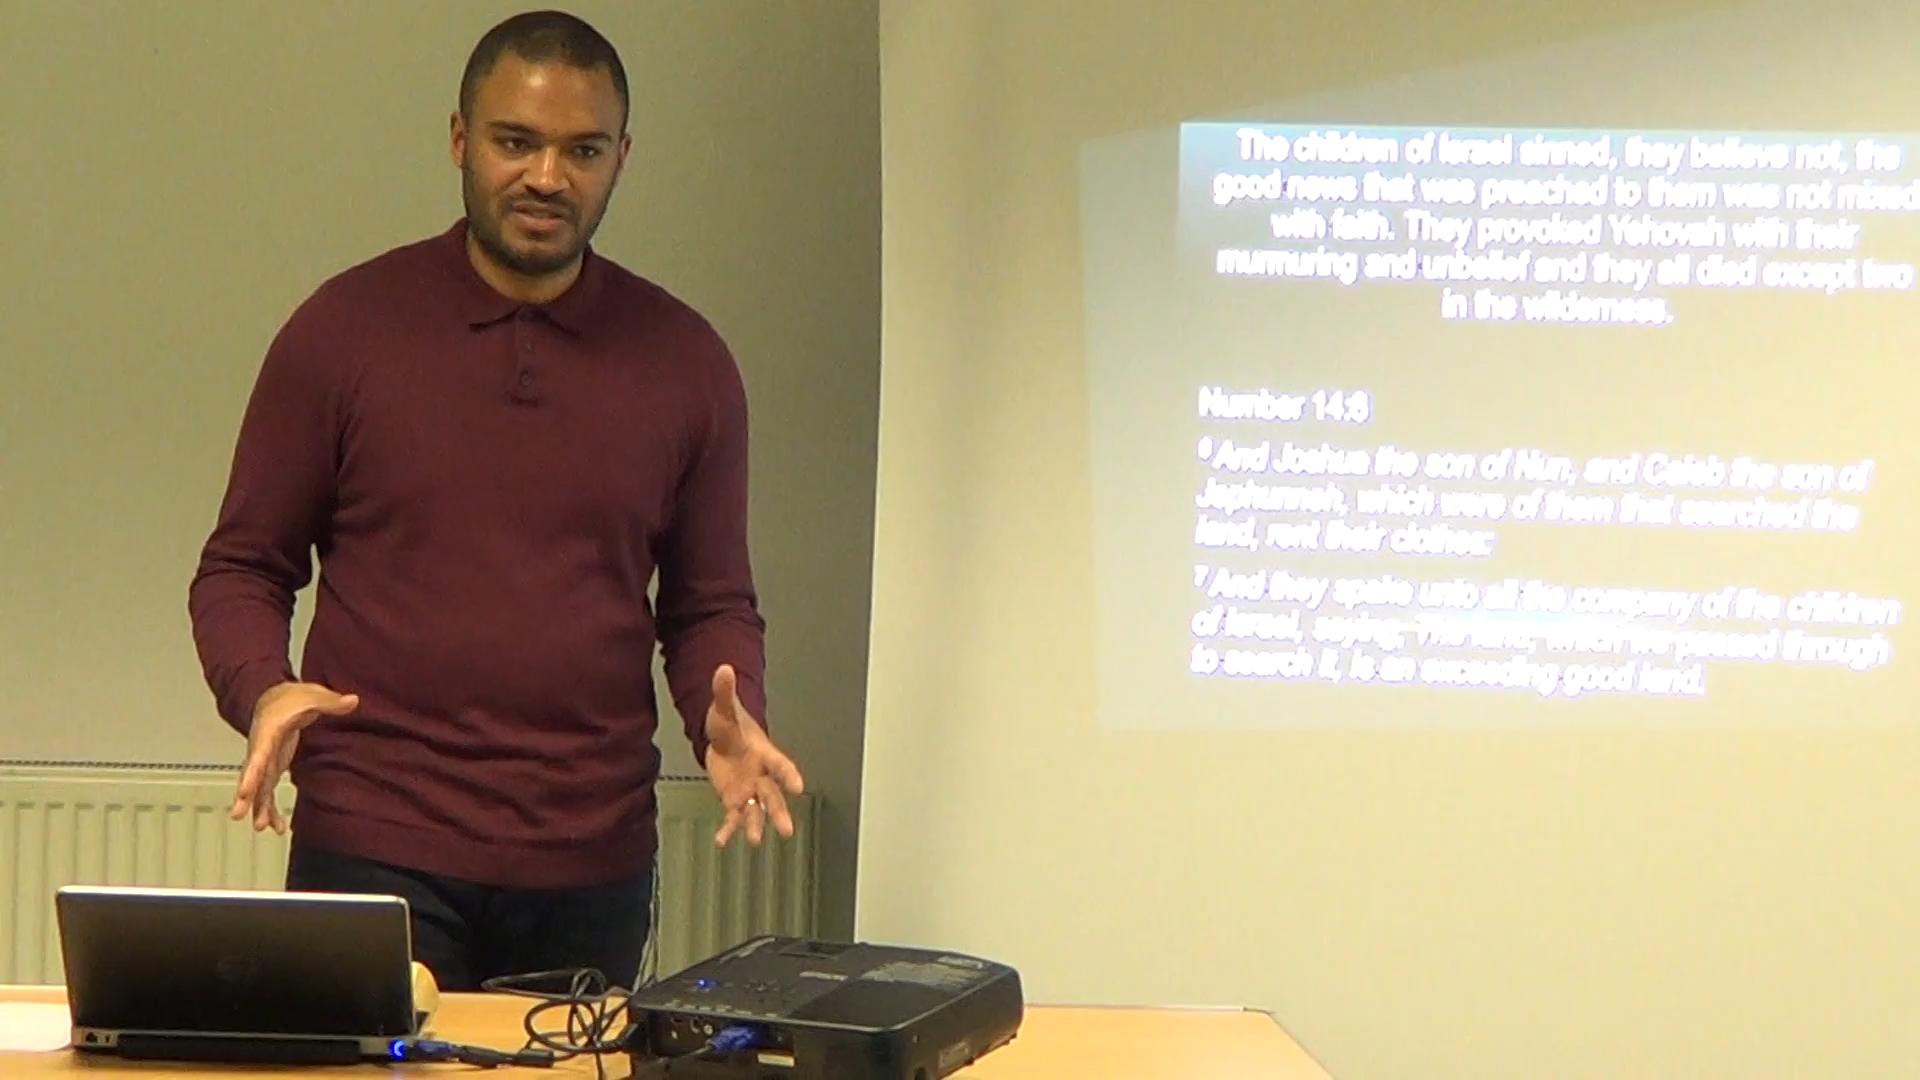 The children of Israel sinned, they believe not, the
good news that was preached to them was not mixed
with faith. They provoked Yehovah with their
murmuring and unbelief and they all died except two
in the wilderness.
Number 14:6
6 And Joshua the son of Nun, and Caleb the son of
Jephunneh, which were of them that searched the
land, rent their clothes:
7 And they spake unto all the company of the children
of Israel, saying, The land, which we passed through
to search it, is an exceeding good land.